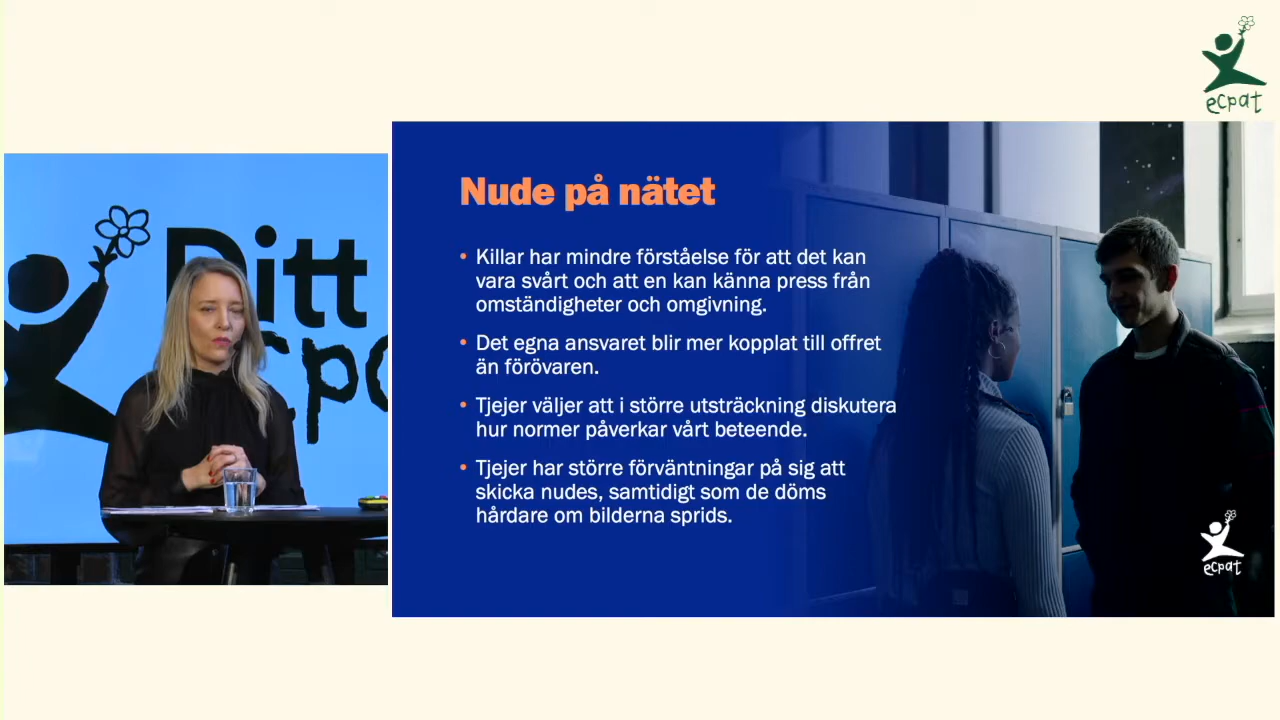 ecpat
Ditt
Nude på nätet
• Killar har mindre förståelse för att det kan
vara svårt och att en kan känna press från
omständigheter och omgivning.
• Det egna ansvaret blir mer kopplat till offret
än förövaren.
• Tjejer väljer att i större utsträckning diskutera
hur normer påverkar vårt beteende.
• Tjejer har större förväntningar på sig att
skicka nudes, samtidigt som de döms
hårdare om bilderna sprids.
ecpat